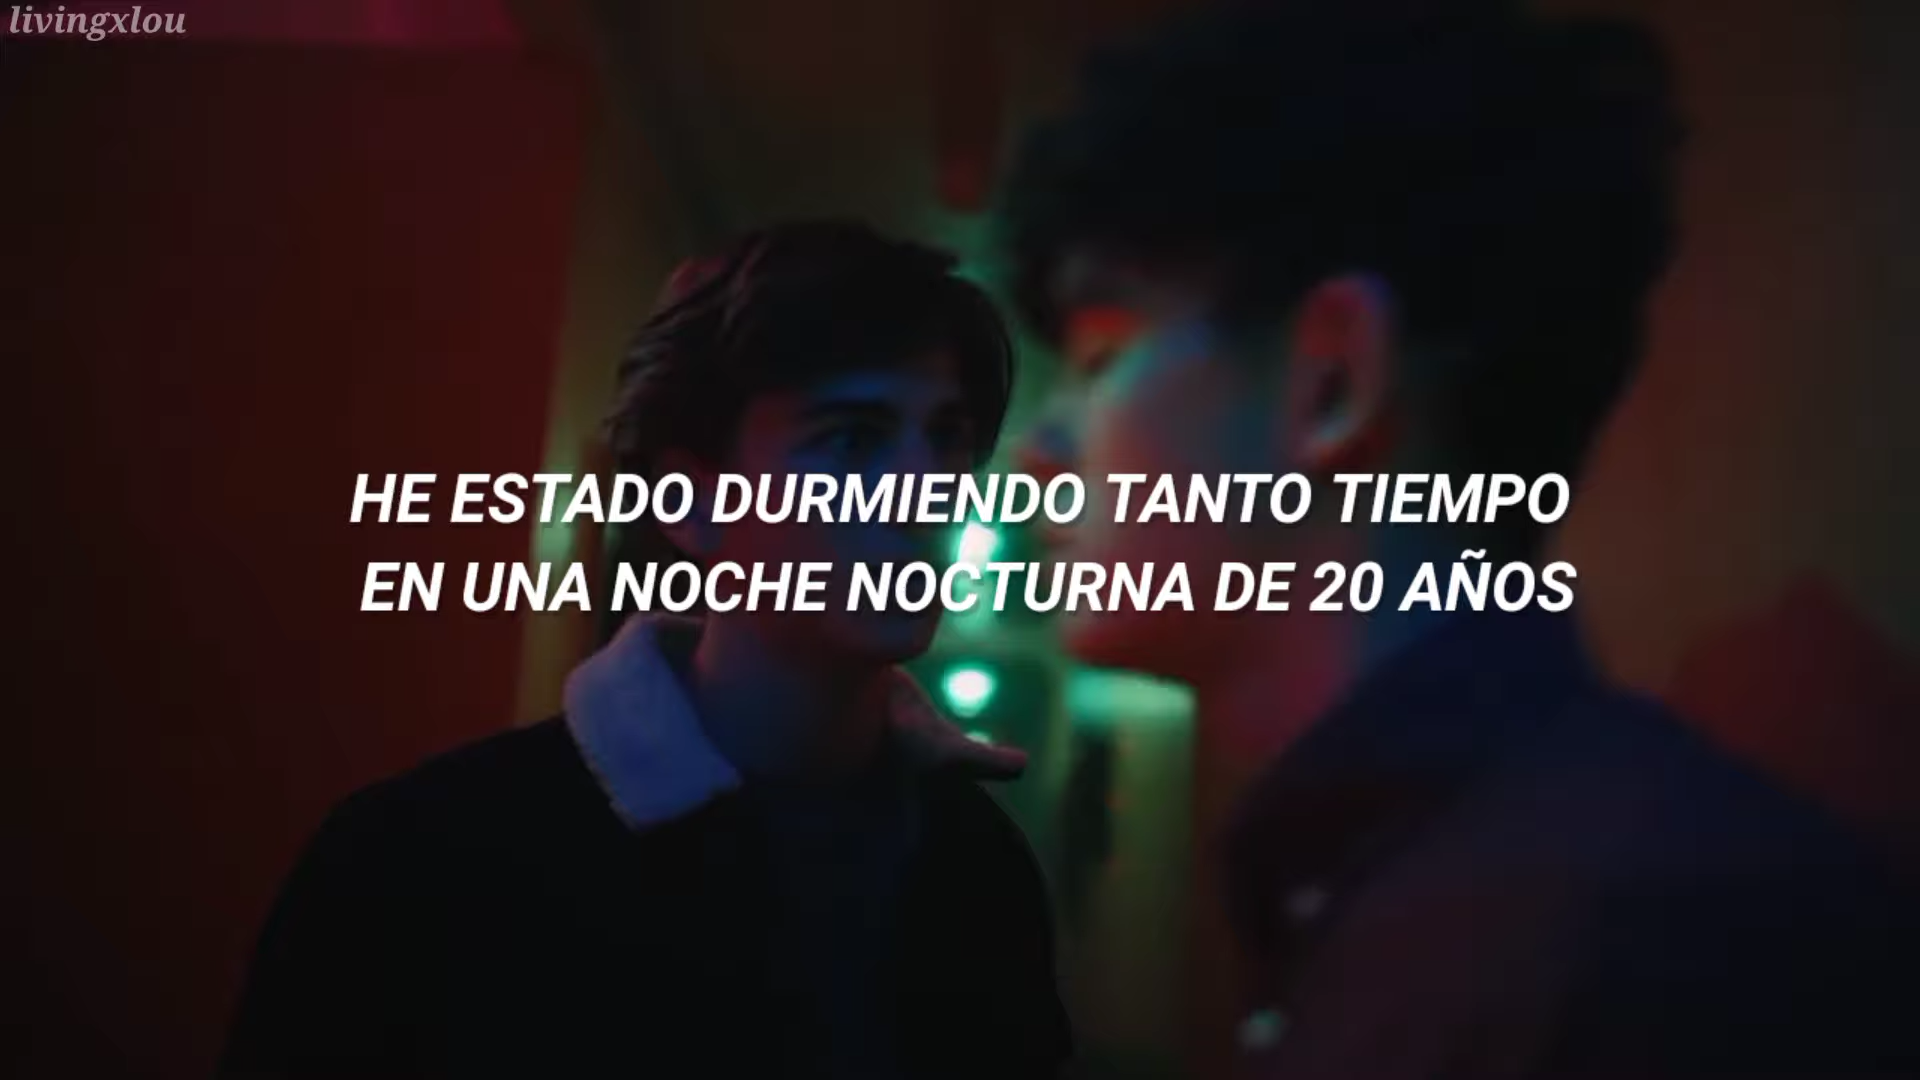 livingxlou
HE ESTADO DURMIENDO TANTO TIEMPO
EN UNA NOCHE NOCTURNA DE 20 AÑOS